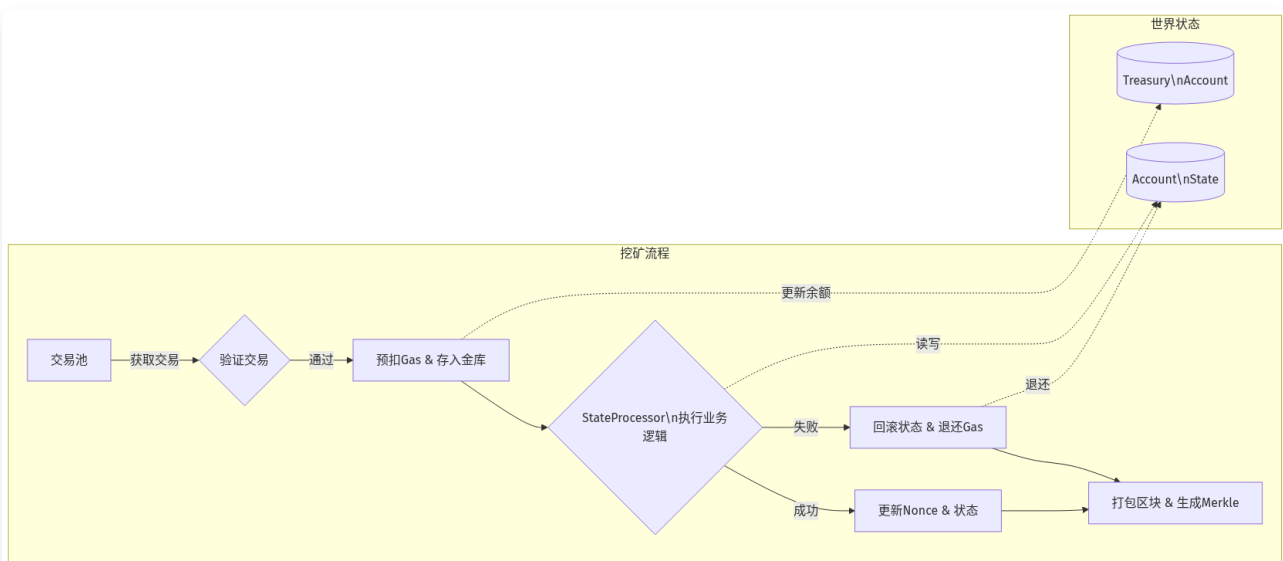 世界状态
Treasury\nAccount
Account\nState
挖矿流程
更新余额
读写
交易池
获取交易
验证交易
通过
预扣Gas & 存入金库
退还
StateProcessor\n执行业务
逻辑
失败
回滚状态 & 退还Gas
成功
更新Nonce & 状态
打包区块 & 生成Merkle